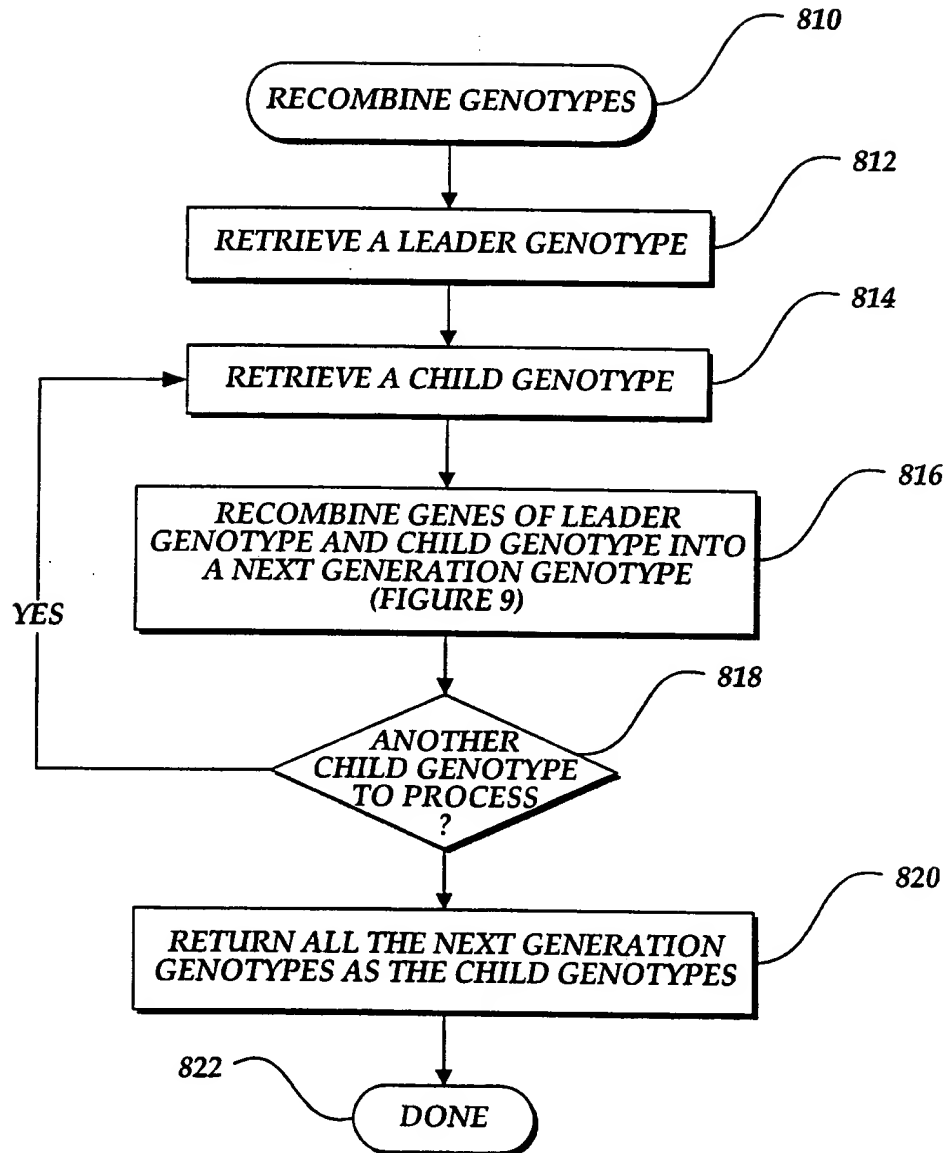 810
RECOMBINE GENOTYPES
812
RETRIEVE A LEADER GENOTYPE
814
RETRIEVE A CHILD GENOTYPE
816
RECOMBINE GENES OF LEADER
GENOTYPE AND CHILD GENOTYPE INTO
A NEXT GENERATION GENOTYPE
(FIGURE 9)
YES
818
ANOTHER
CHILD GENOTYPE
TO PROCESS
?
820
RETURN ALL THE NEXT GENERATION
GENOTYPES AS THE CHILD GENOTYPES
822
DONE